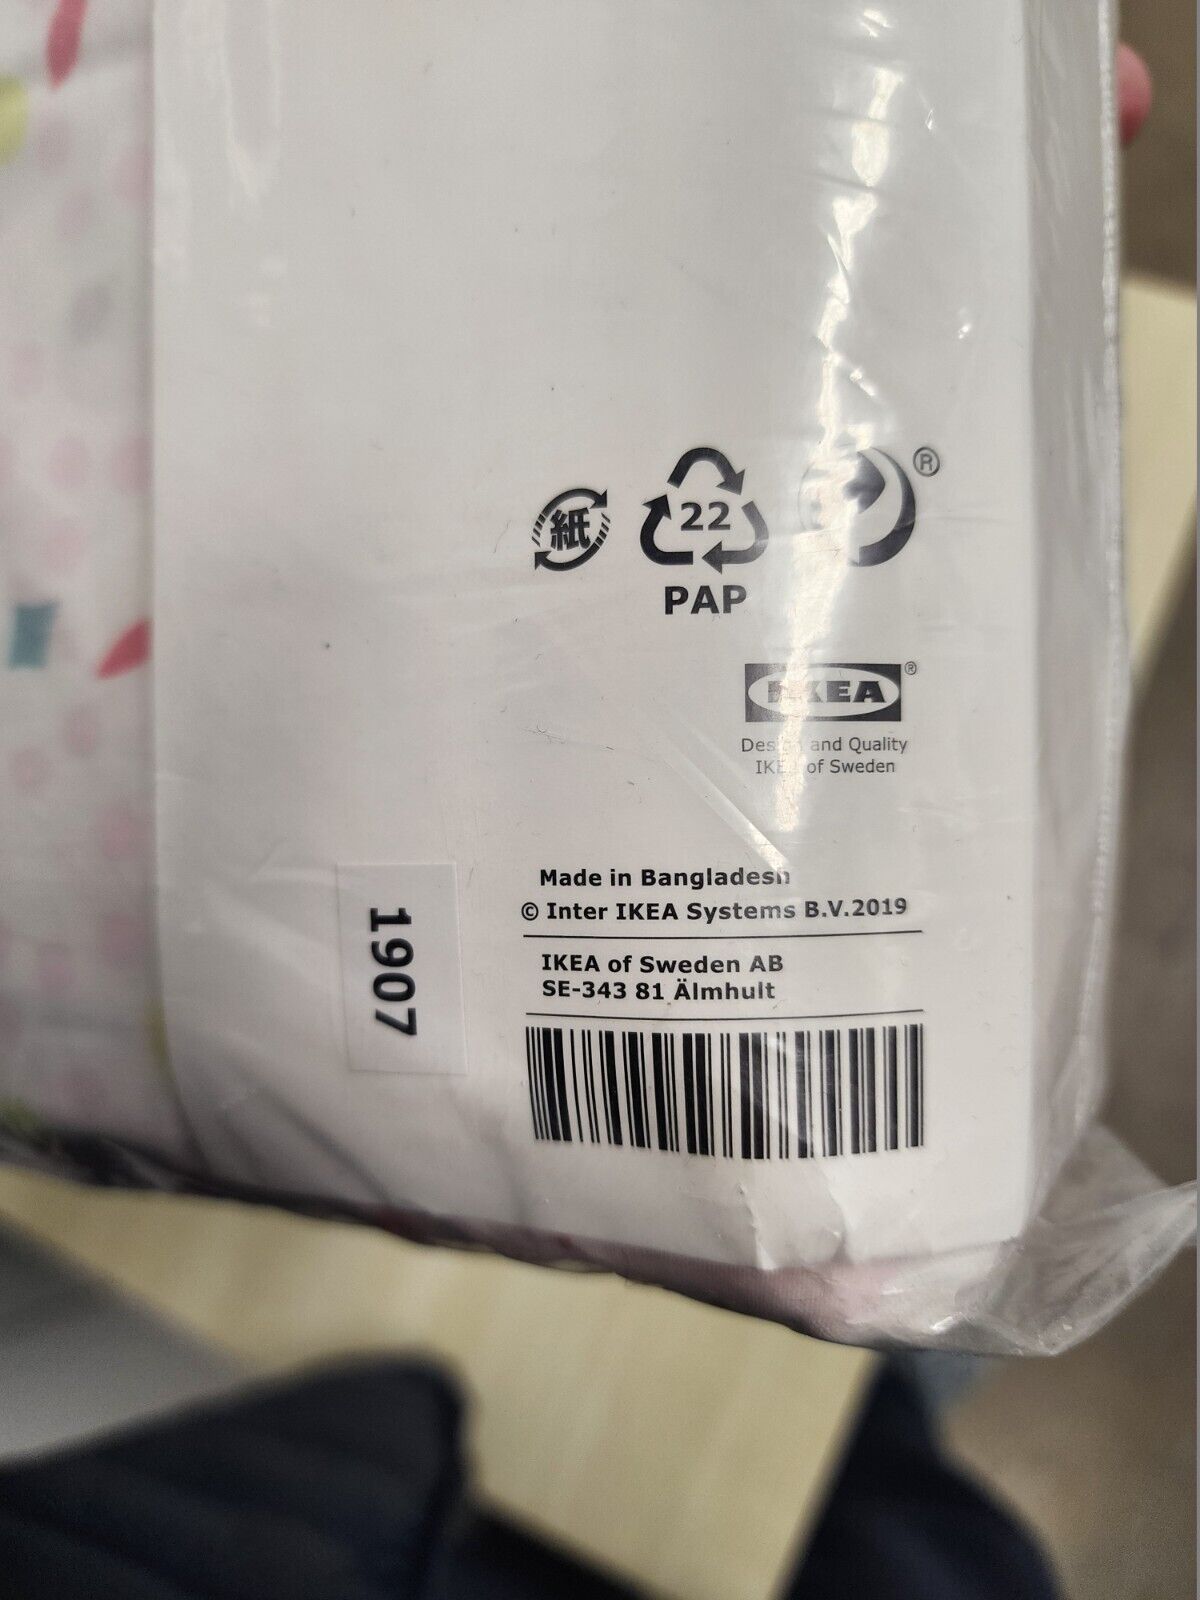 紙
22
PAP
®
IKEA ®
Design and Quality
IKEA of Sweden
Made in Bangladesh
© Inter IKEA Systems B.V.2019
IKEA of Sweden AB
SE-343 81 Älmhult
1907